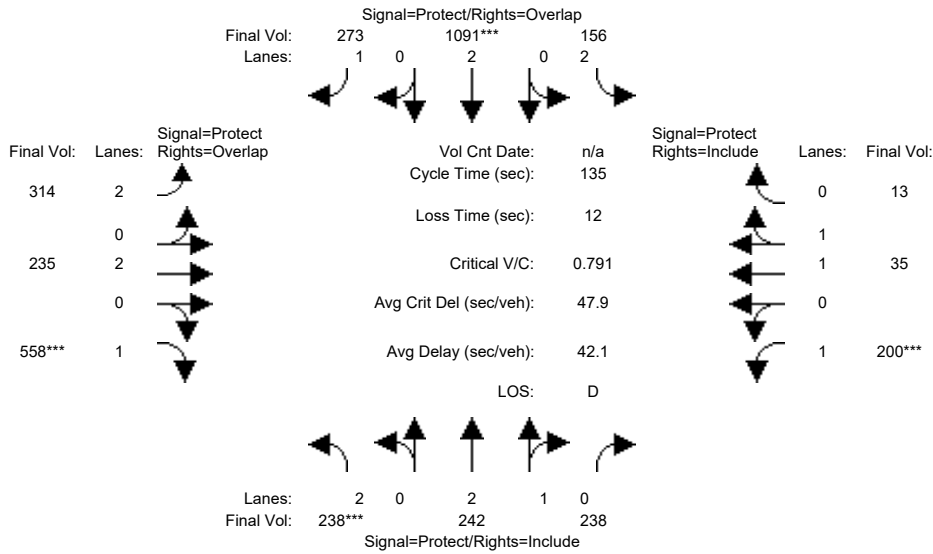 Signal=Protect/Rights=Overlap
Final Vol: 273 1091*** 156
Lanes: 1 0 2 0 2
Signal=Protect
Final Vol: Lanes: Rights=Overlap
Vol Cnt Date: n/a
Signal=Protect
Rights=Include Lanes: Final Vol:
Cycle Time (sec): 135
314 2
0 13
Loss Time (sec): 12
0
1
235 2
Critical V/C: 0.791
1 35
0
Avg Crit Del (sec/veh): 47.9
0
558*** 1
Avg Delay (sec/veh): 42.1
1 200***
LOS: D
Lanes: 2 0 2 1 0
Final Vol: 238*** 242 238
Signal=Protect/Rights=Include